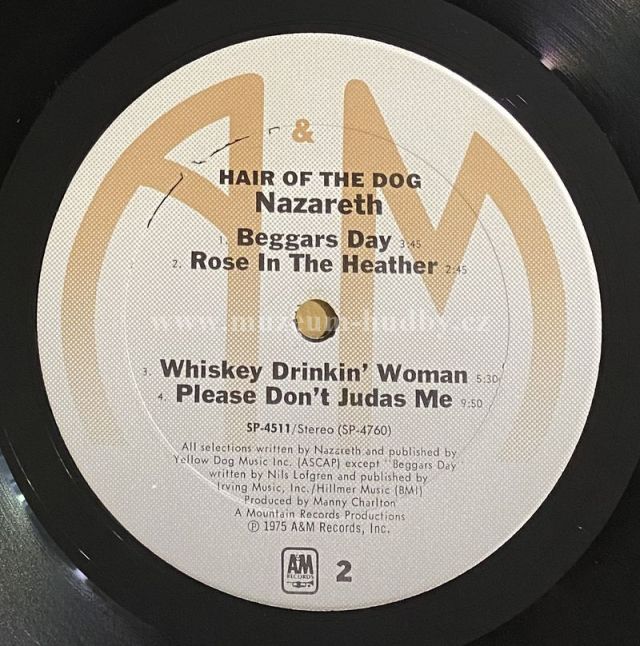 &
HAIR OF THE DOG
Nazareth
1. Beggars Day 3:45
2. Rose In The Heather 2:45
www.muzeum-hudby.cz
3. Whiskey Drinkin' Woman 5:30
4. Please Don't Judas Me 9:50
SP-4511/Stereo (SP-4760)
All selections written by Nazareth and published by
Yellow Dog Music Inc. (ASCAP) except "Beggars Day"
written by Nils Lofgren and published by
Irving Music, Inc./Hillmer Music (BMI)
Produced by Manny Charlton
A Mountain Records Productions
℗ 1975 A&M Records, Inc.
A&M
RECORDS
2